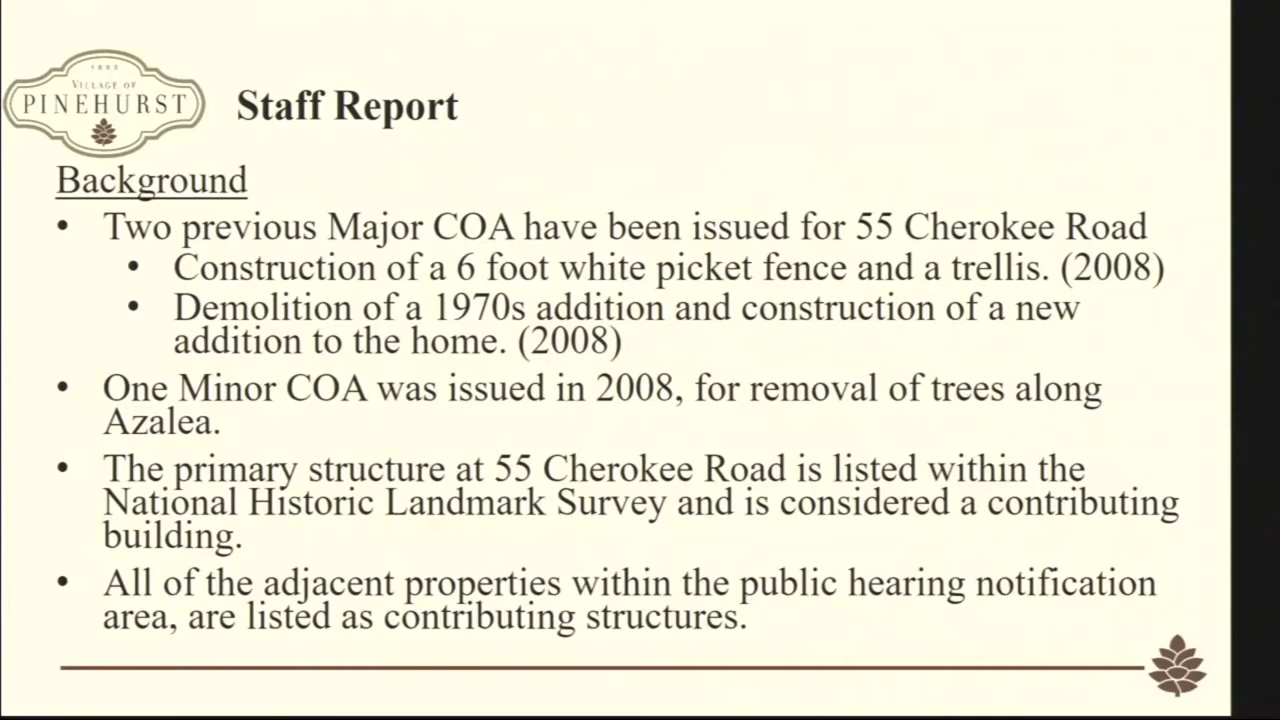 1895
VILLAGE OF
PINEHURST
Staff Report
Background
• Two previous Major COA have been issued for 55 Cherokee Road
• Construction of a 6 foot white picket fence and a trellis. (2008)
• Demolition of a 1970s addition and construction of a new
addition to the home. (2008)
• One Minor COA was issued in 2008, for removal of trees along
Azalea.
• The primary structure at 55 Cherokee Road is listed within the
National Historic Landmark Survey and is considered a contributing
building.
• All of the adjacent properties within the public hearing notification
area, are listed as contributing structures.